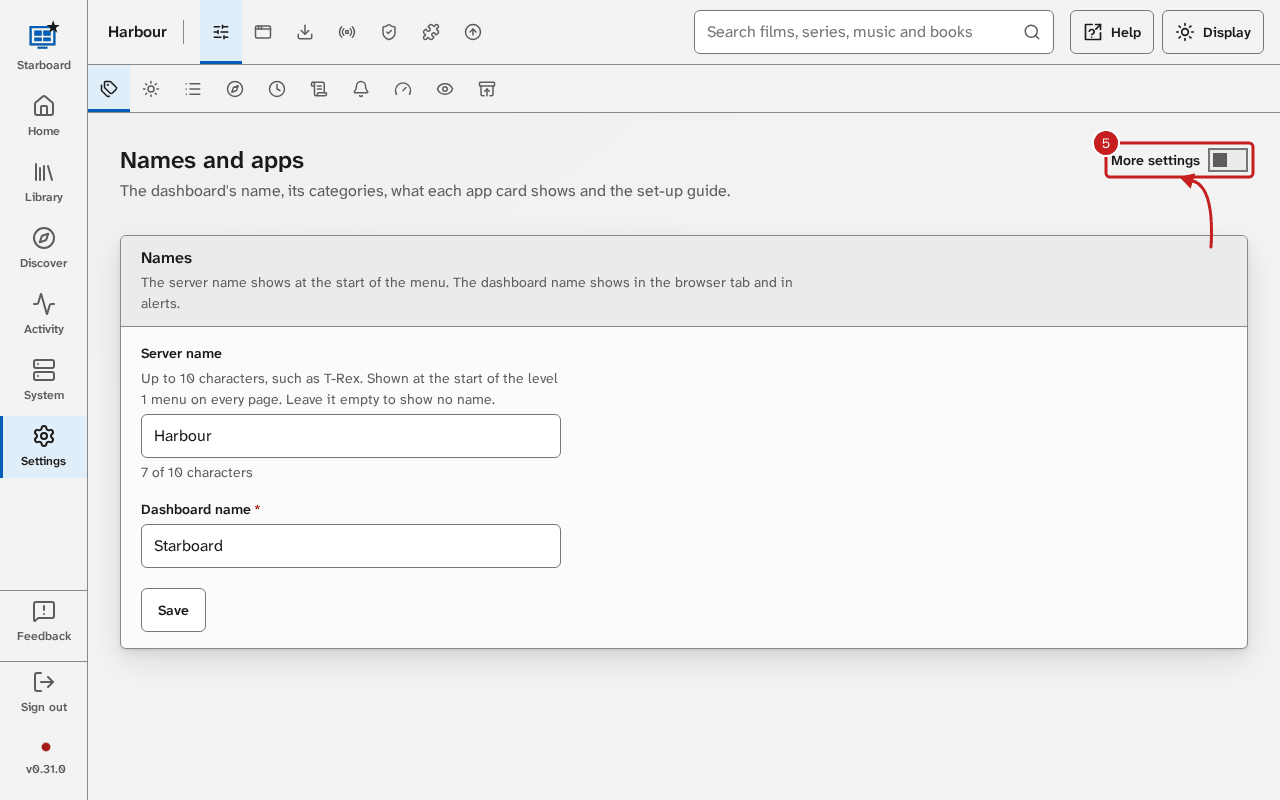 Starboard
Home
Library
Discover
Activity
System
Settings
Feedback
Sign out
v0.31.0
Harbour
Search films, series, music and books
Help
Display
Names and apps
The dashboard's name, its categories, what each app card shows and the set-up guide.
5
More settings
Names
The server name shows at the start of the menu. The dashboard name shows in the browser tab and in
alerts.
Server name
Up to 10 characters, such as T-Rex. Shown at the start of the level
1 menu on every page. Leave it empty to show no name.
Harbour
7 of 10 characters
Dashboard name *
Starboard
Save